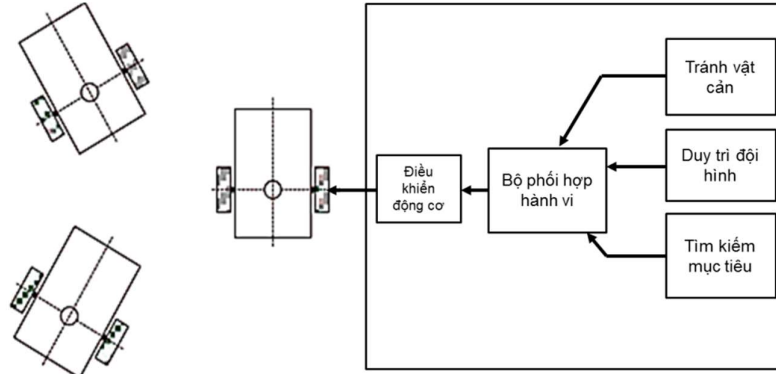 Tránh vật
cản
Điều
khiển
động cơ
Bộ phối hợp
hành vi
Duy trì đội
hình
Tìm kiếm
mục tiêu